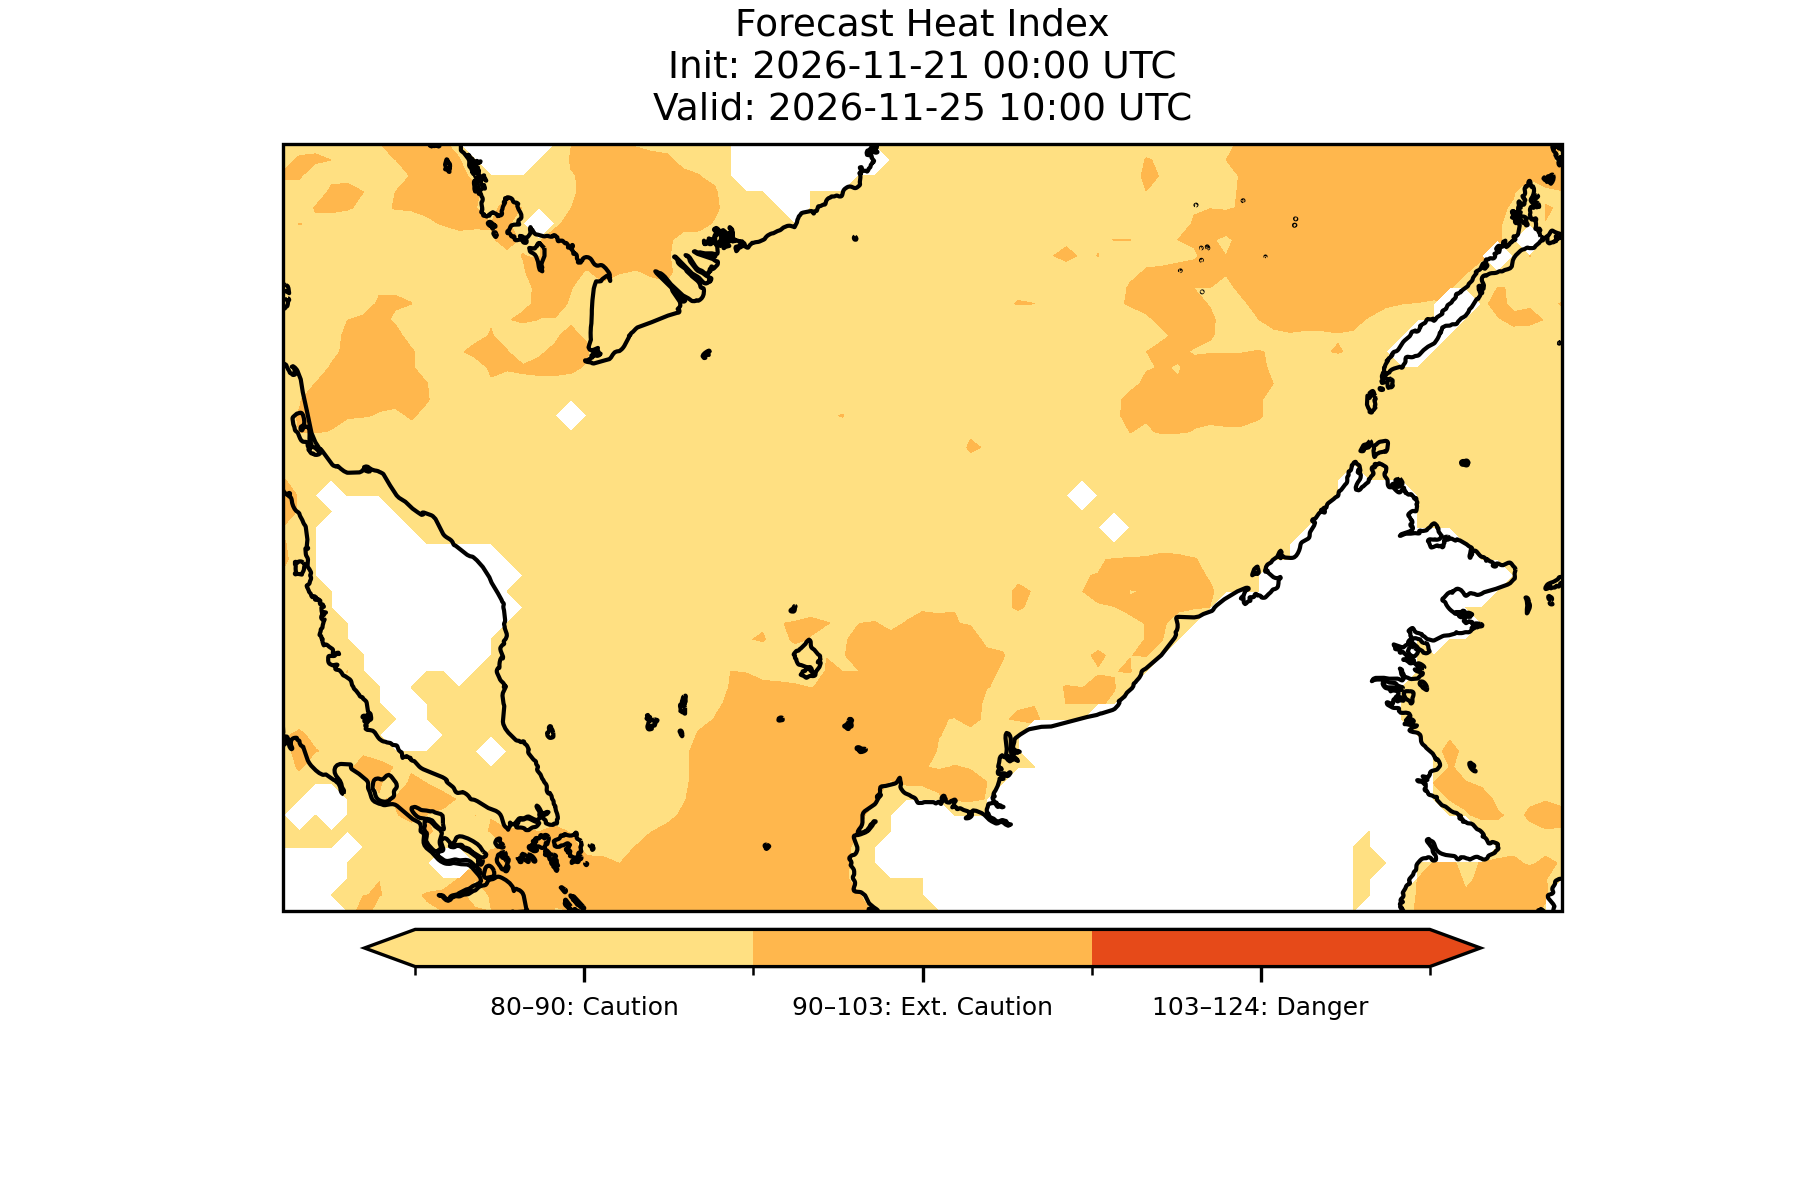 Forecast Heat Index
Init: 2026-11-21 00:00 UTC
Valid: 2026-11-25 10:00 UTC
80–90: Caution
90–103: Ext. Caution
103–124: Danger